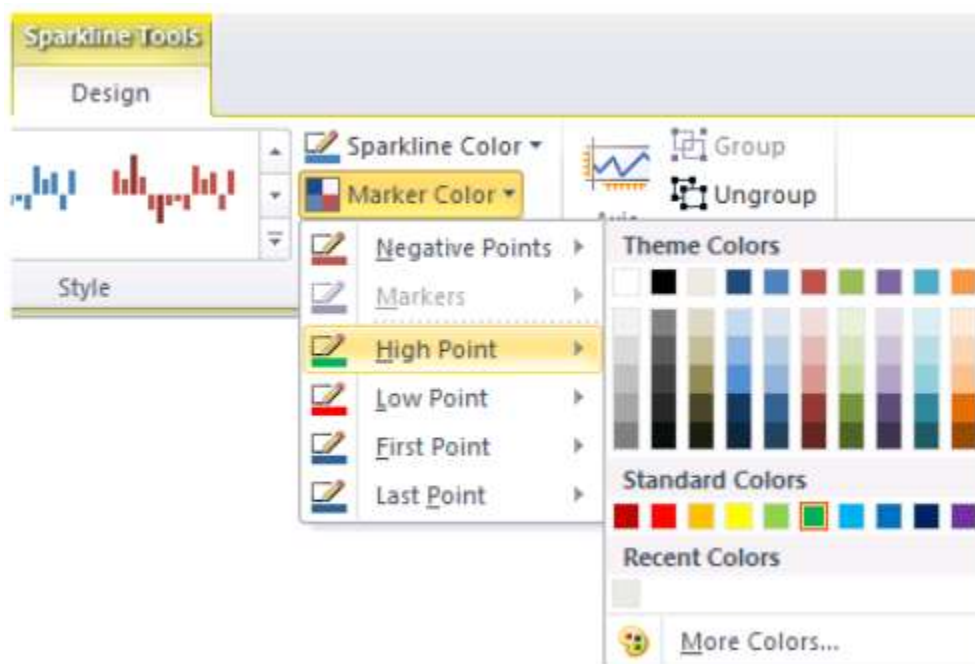 Sparkline Tools
Design
Sparkline Color
Marker Color
Group
Ungroup
Style
Negative Points
Markers
High Point
Low Point
First Point
Last Point
Theme Colors
Standard Colors
Recent Colors
More Colors...